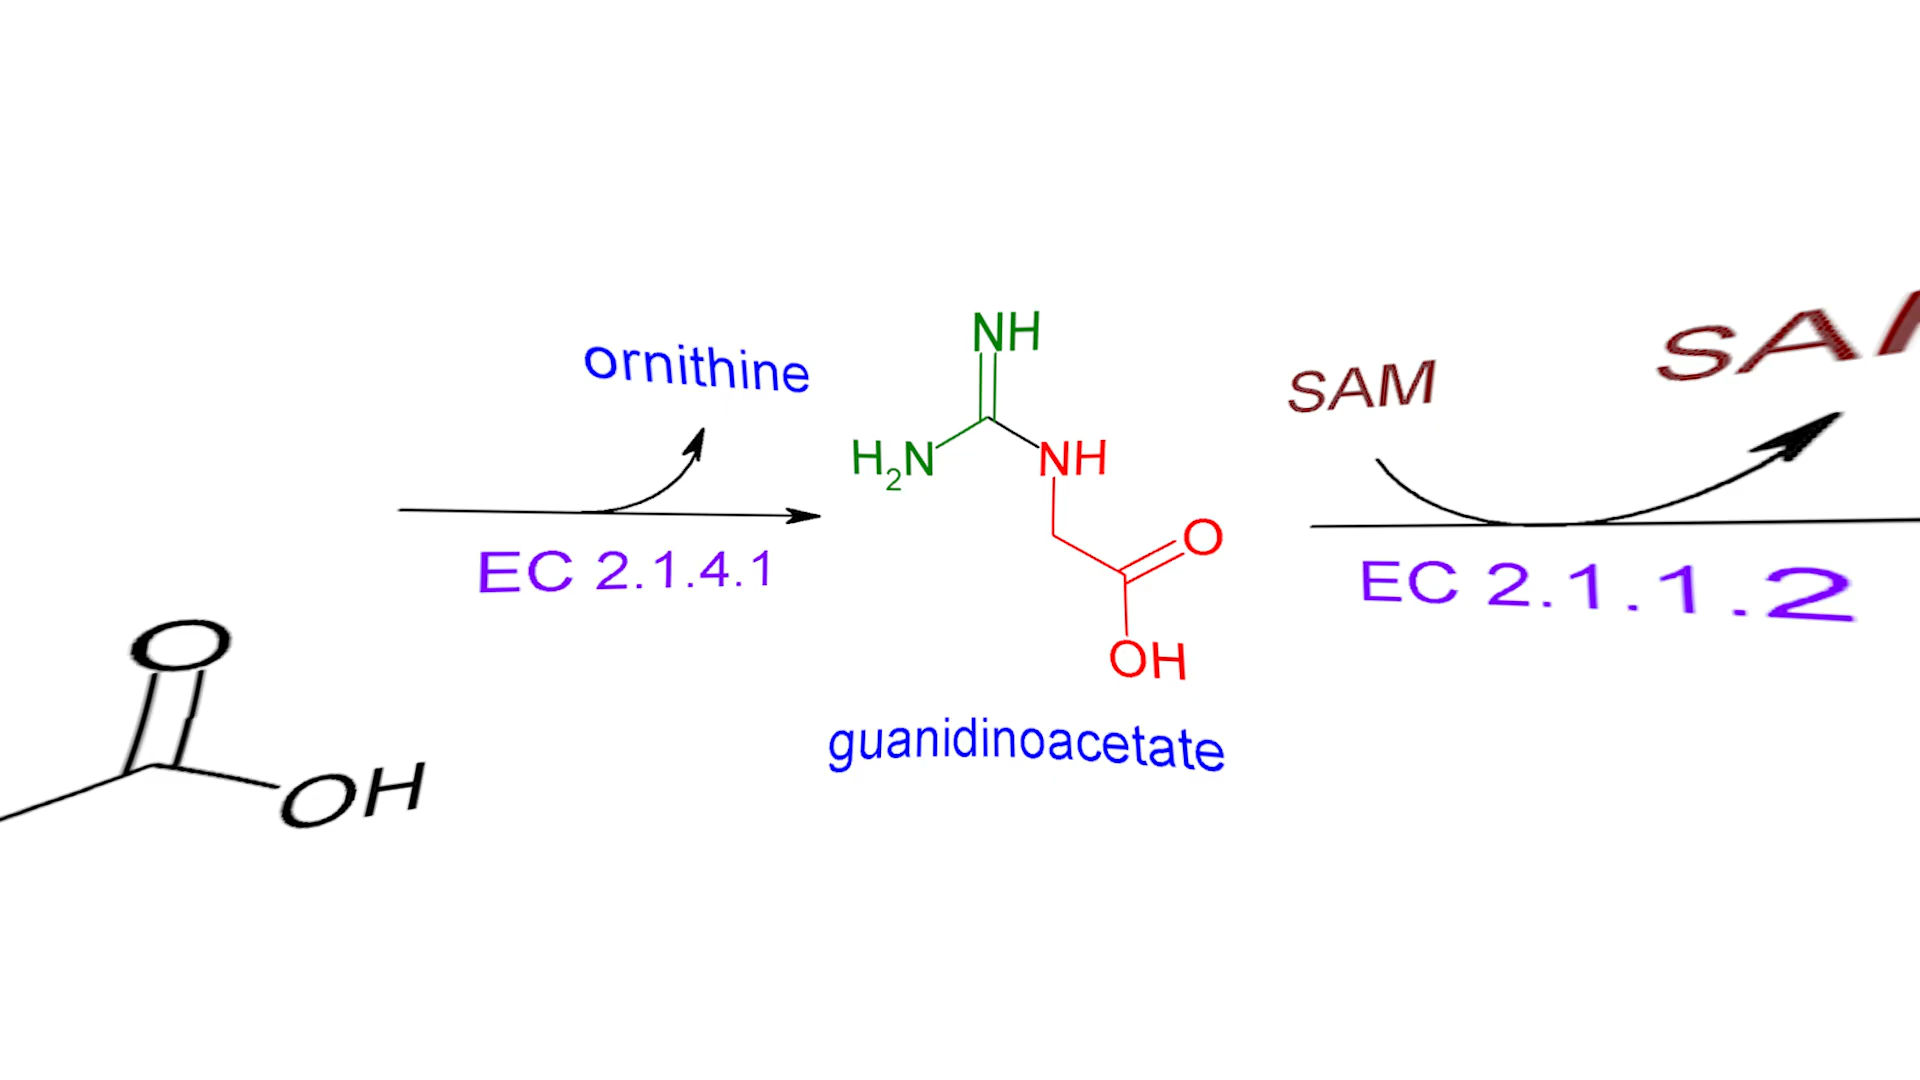 ornithine
EC 2.1.4.1
O
OH
NH
H2N
NH
O
OH
guanidinoacetate
SAM
EC 2.1.1.2